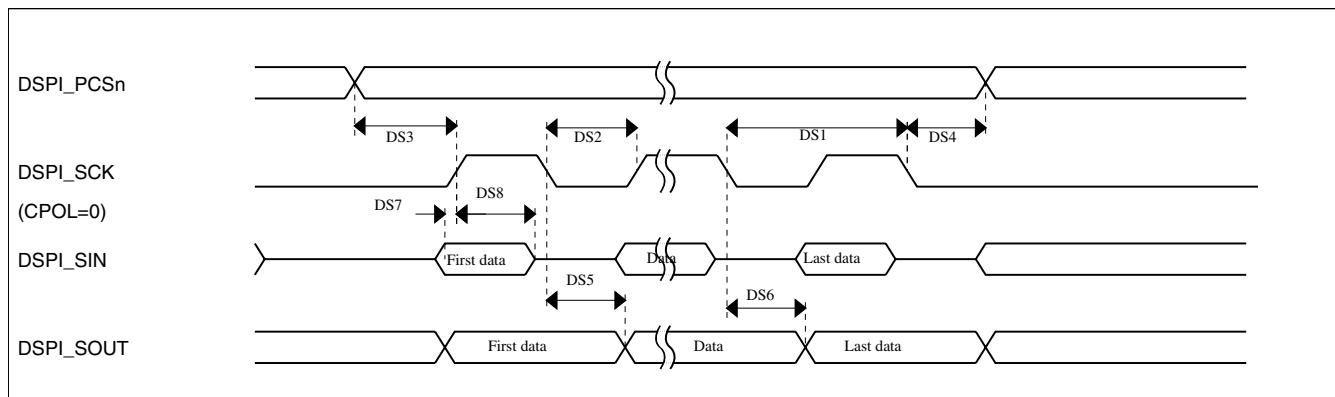 DSPI_PCSn
DS3
DS2
DS1
DS4
DSPI_SCK
(CPOL=0)
DS7
DS8
DSPI_SIN
First data
Data
Last data
DS5
DS6
DSPI_SOUT
First data
Data
Last data